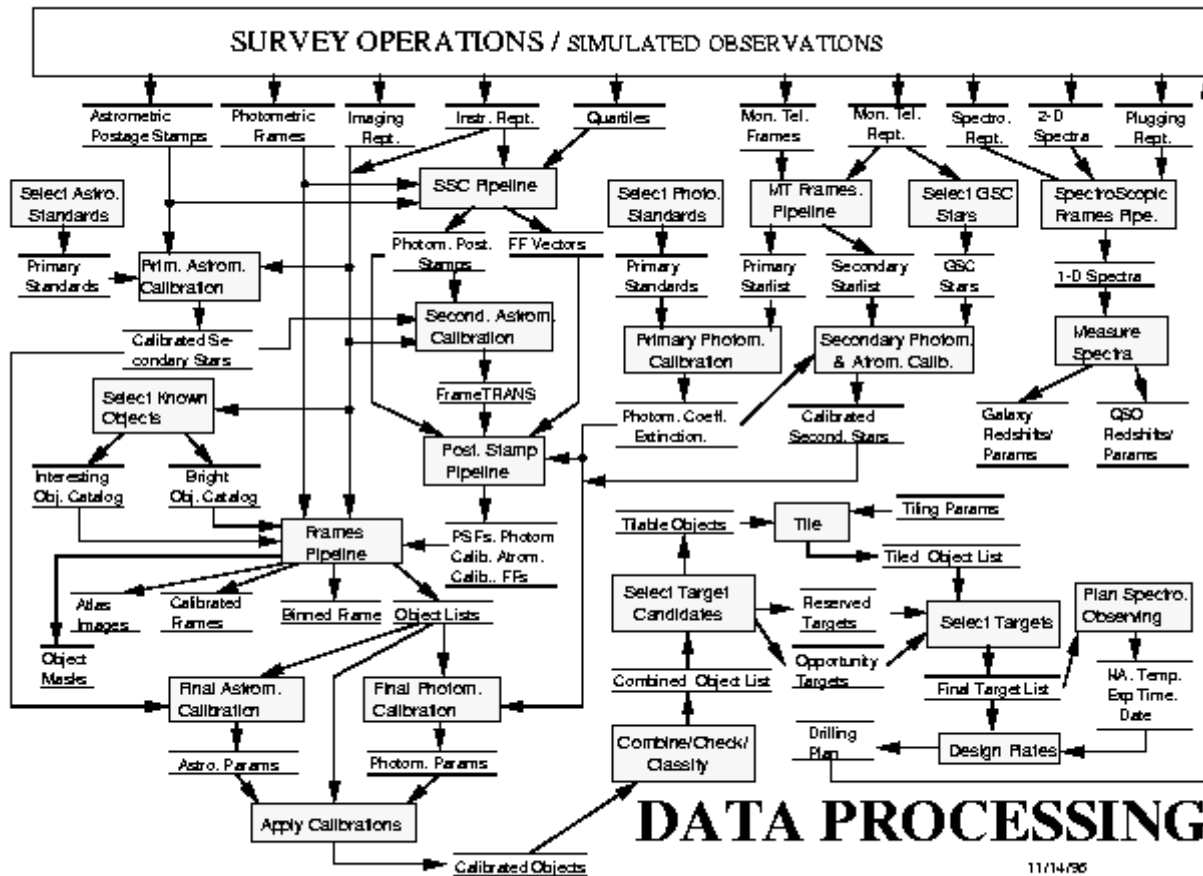 SURVEY OPERATIONS / SIMULATED OBSERVATIONS
Astrometric
Postage Stamps
Photometric
Frames
Imaging
Rept.
Instr. Rept.
Quartiles
Mon. Tel.
Frames
Mon. Tel.
Rept.
Spectro.
Rept.
2-D
Spectra
Plugging
Rept.
Select Astro.
Standards
SSC Pipeline
Select Photo.
Standards
MT Frames.
Pipeline
Select GSC
Stars
SpectroScopic
Frames Pipe.
Primary
Standards
Prim. Astrom.
Calibration
Photom. Post.
Stamps
FF Vectors
Primary
Standards
Primary
Starlist
Secondary
Starlist
GSC
Stars
1-D Spectra
Calibrated Se-
condary Stars
Second. Astrom.
Calibration
Primary Photom.
Calibration
Secondary Photom.
& Atrom. Calib.
Measure
Spectra
Select Known
Objects
FrameTRANS
Photom. Coeff.
Extinction.
Calibrated
Second. Stars
Galaxy
Redshifts/
Params
QSO
Redshifts/
Params
Interesting
Obj. Catalog
Bright
Obj. Catalog
Post. Stamp
Pipeline
Frames
Pipeline
PSFs. Photom
Calib. Atrom.
Calib.. FFs
Tilable Objects
Tile
Tiling Params
Tiled Object List
Atlas
Images
Calibrated
Frames
Binned Frame
Object Lists
Select Target
Candidates
Reserved
Targets
Select Targets
Plan Spectro.
Observing
Object
Masks
Combined Object List
Opportunity
Targets
Final Target List
HA. Temp.
Exp Time.
Date
Final Astrom.
Calibration
Final Photom.
Calibration
Combine/Check/
Classify
Drilling
Plan
Design Plates
Astro. Params
Photom. Params
Apply Calibrations
Calibrated Objects
DATA PROCESSING
11/14/96